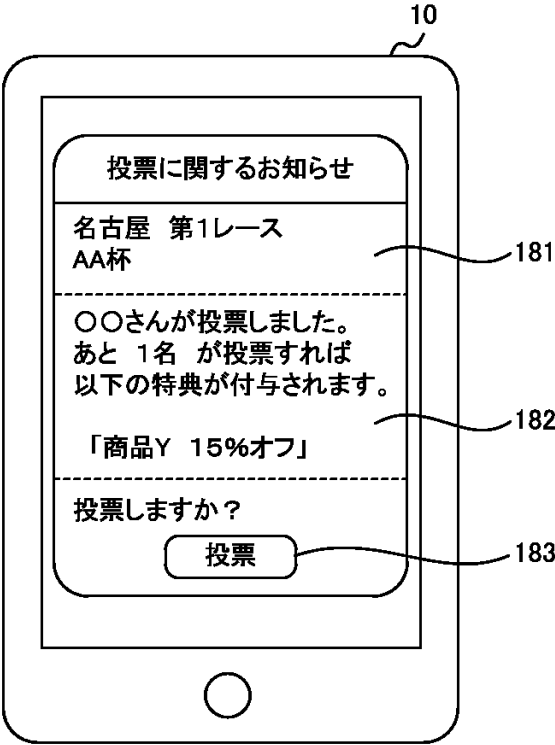 10
投票に関するお知らせ
名古屋 第1レース
AA杯
181
○○さんが投票しました。
あと 1名 が投票すれば
以下の特典が付与されます。
182
「商品Y 15%オフ」
投票しますか?
投票
183